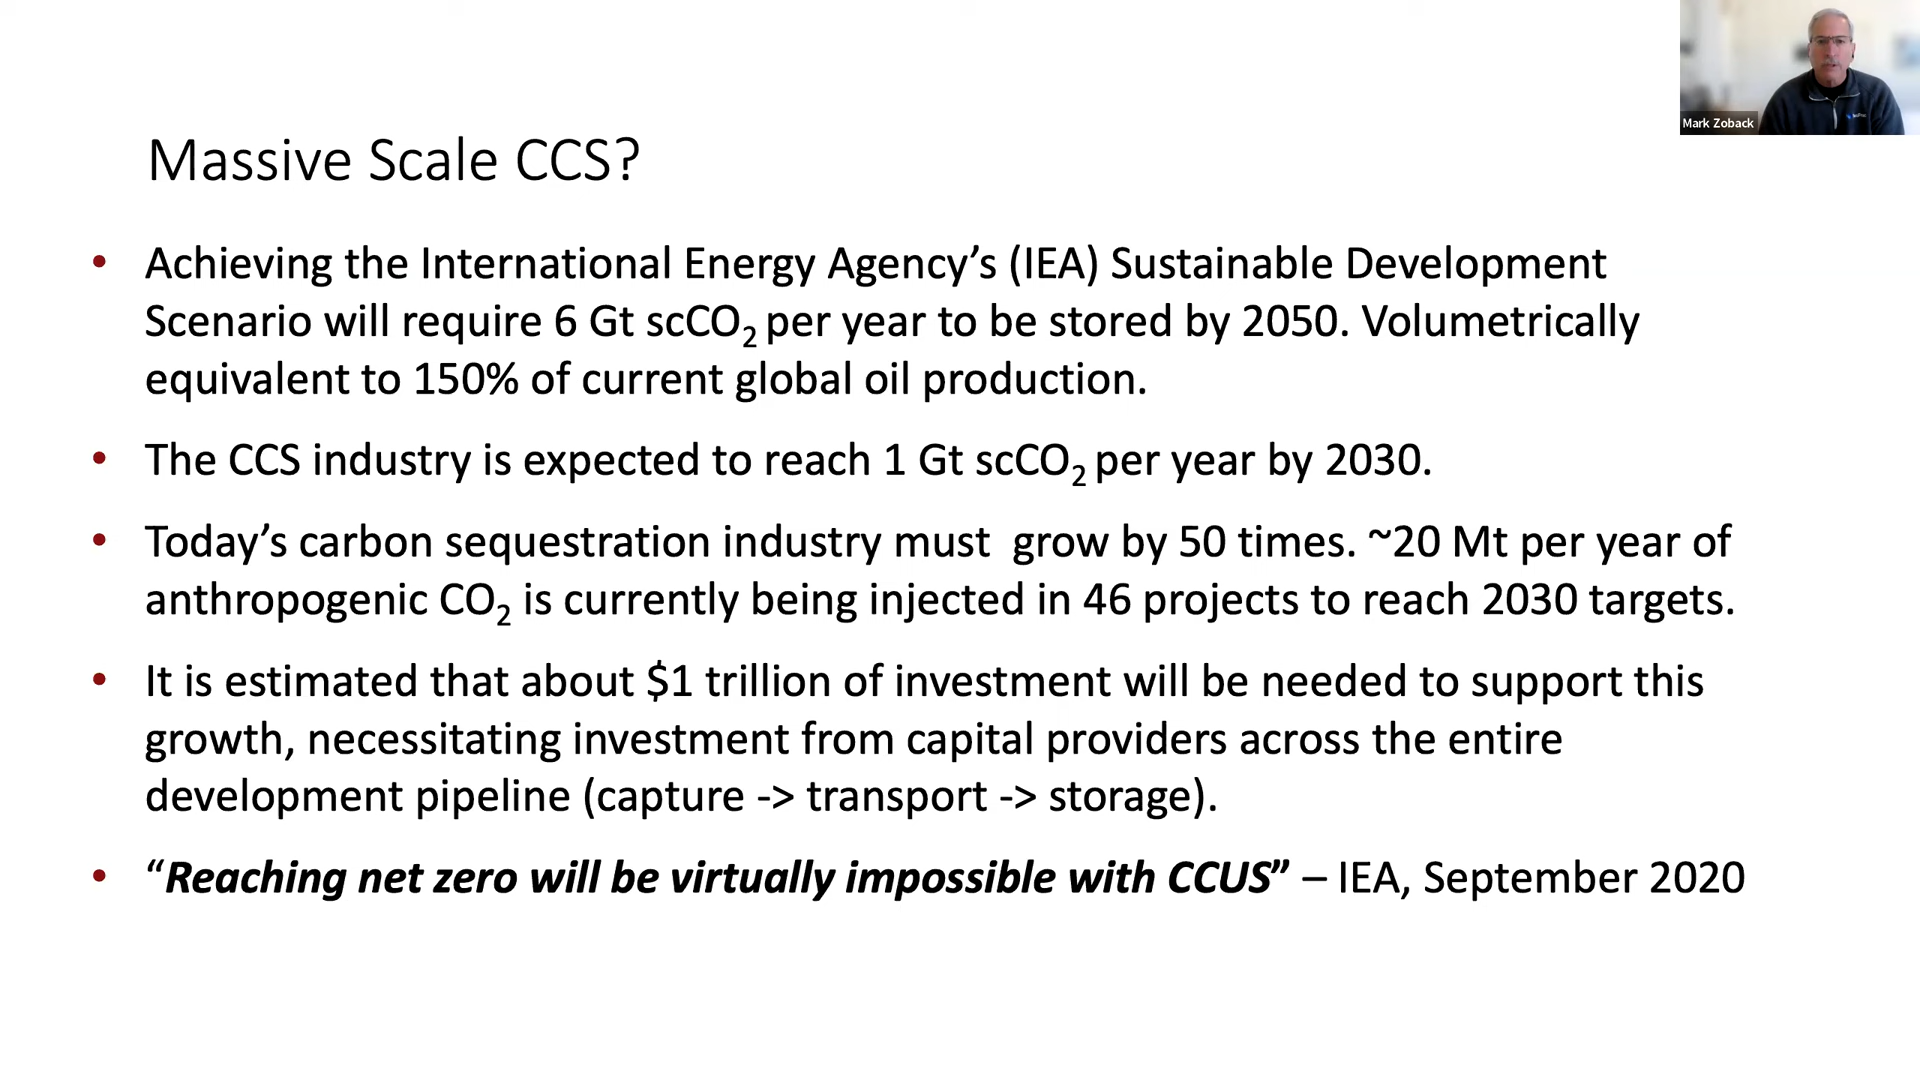 Mark Zoback
Massive Scale CCS?
• Achieving the International Energy Agency’s (IEA) Sustainable Development
Scenario will require 6 Gt scCO₂ per year to be stored by 2050. Volumetrically
equivalent to 150% of current global oil production.
• The CCS industry is expected to reach 1 Gt scCO₂ per year by 2030.
• Today’s carbon sequestration industry must  grow by 50 times. ~20 Mt per year of
anthropogenic CO₂ is currently being injected in 46 projects to reach 2030 targets.
• It is estimated that about $1 trillion of investment will be needed to support this
growth, necessitating investment from capital providers across the entire
development pipeline (capture -> transport -> storage).
• “Reaching net zero will be virtually impossible with CCUS” – IEA, September 2020